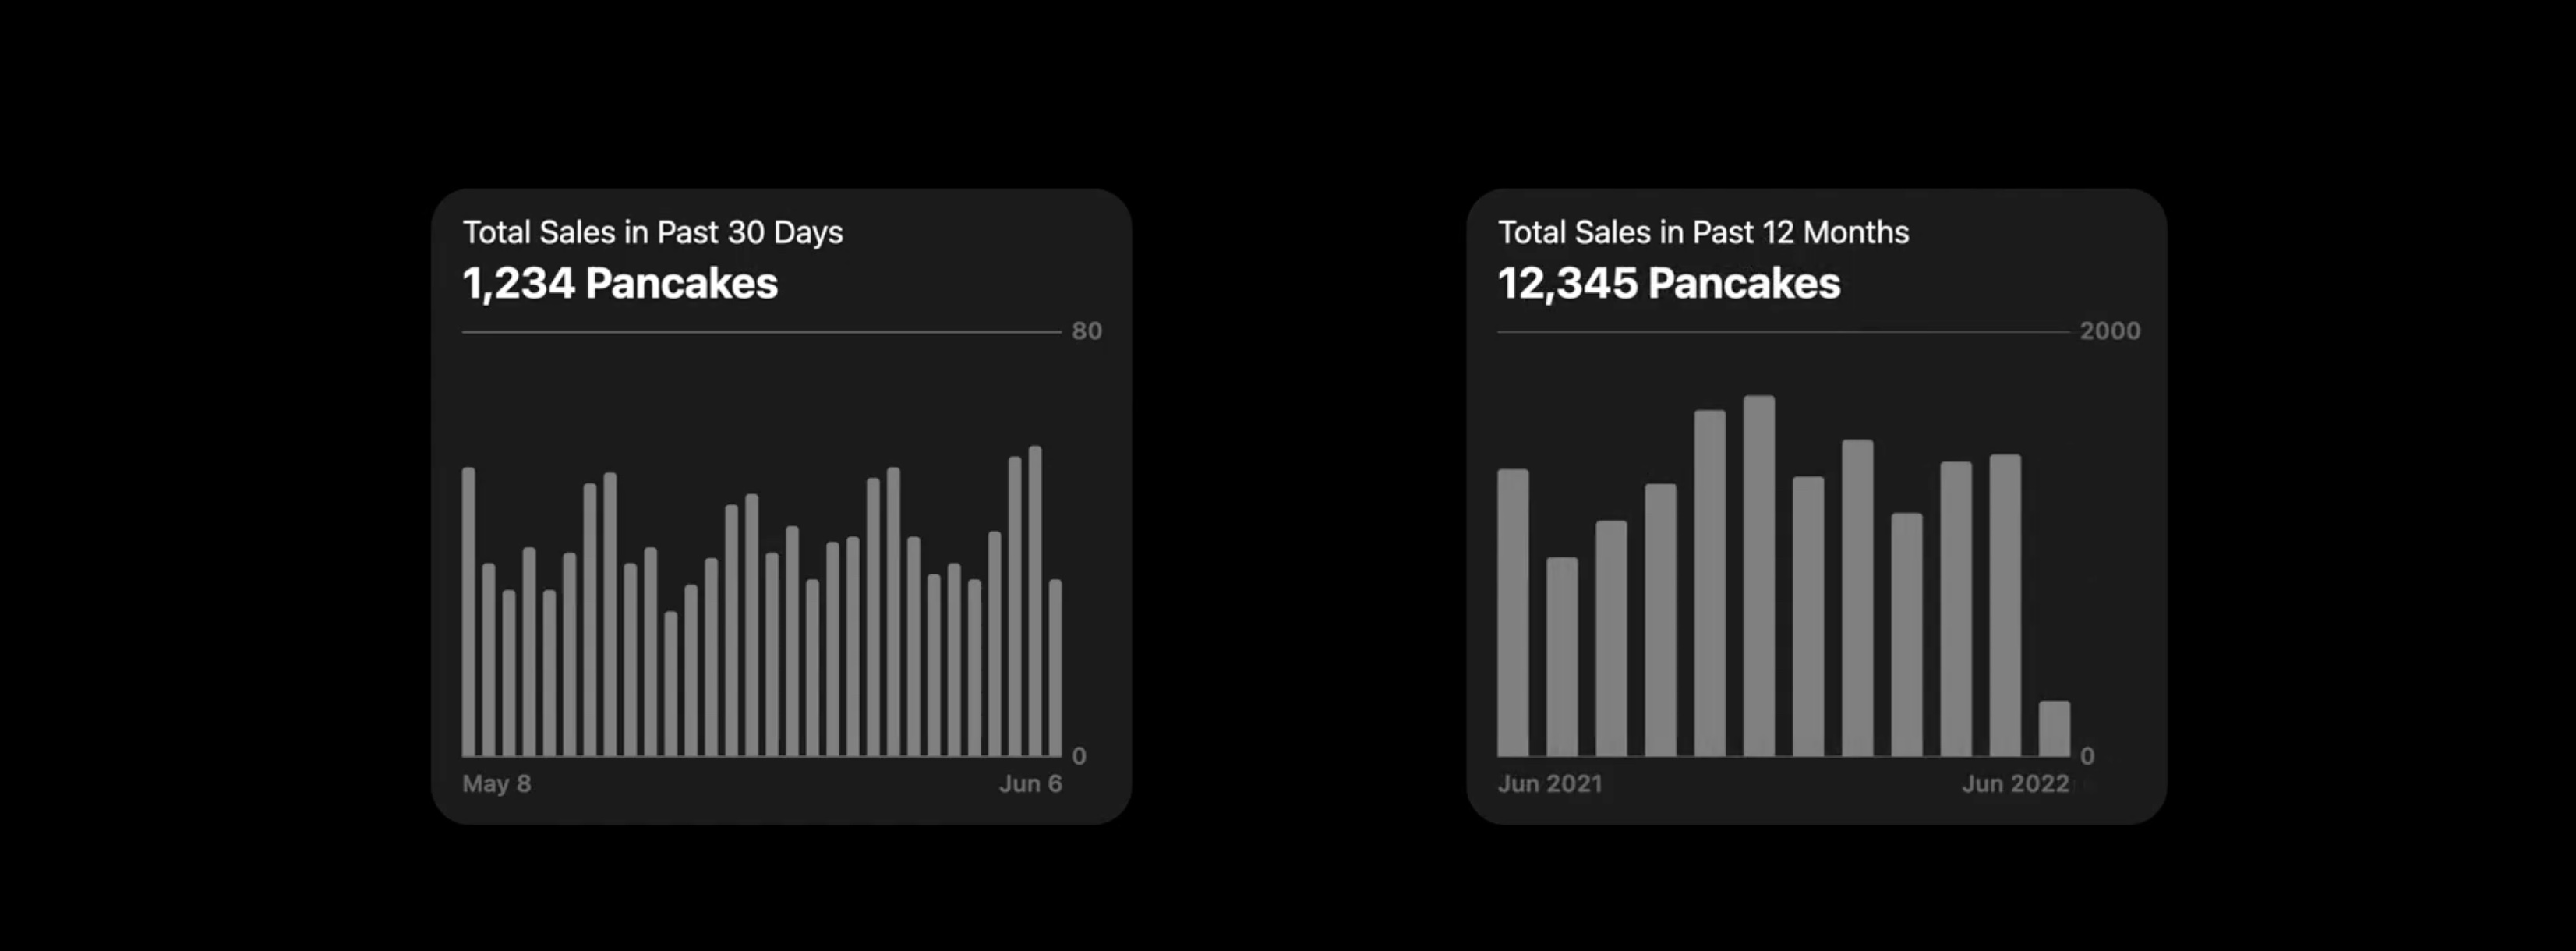 Total Sales in Past 30 Days
1,234 Pancakes
80
0
May 8 Jun 6
Total Sales in Past 12 Months
12,345 Pancakes
2000
0
Jun 2021 Jun 2022